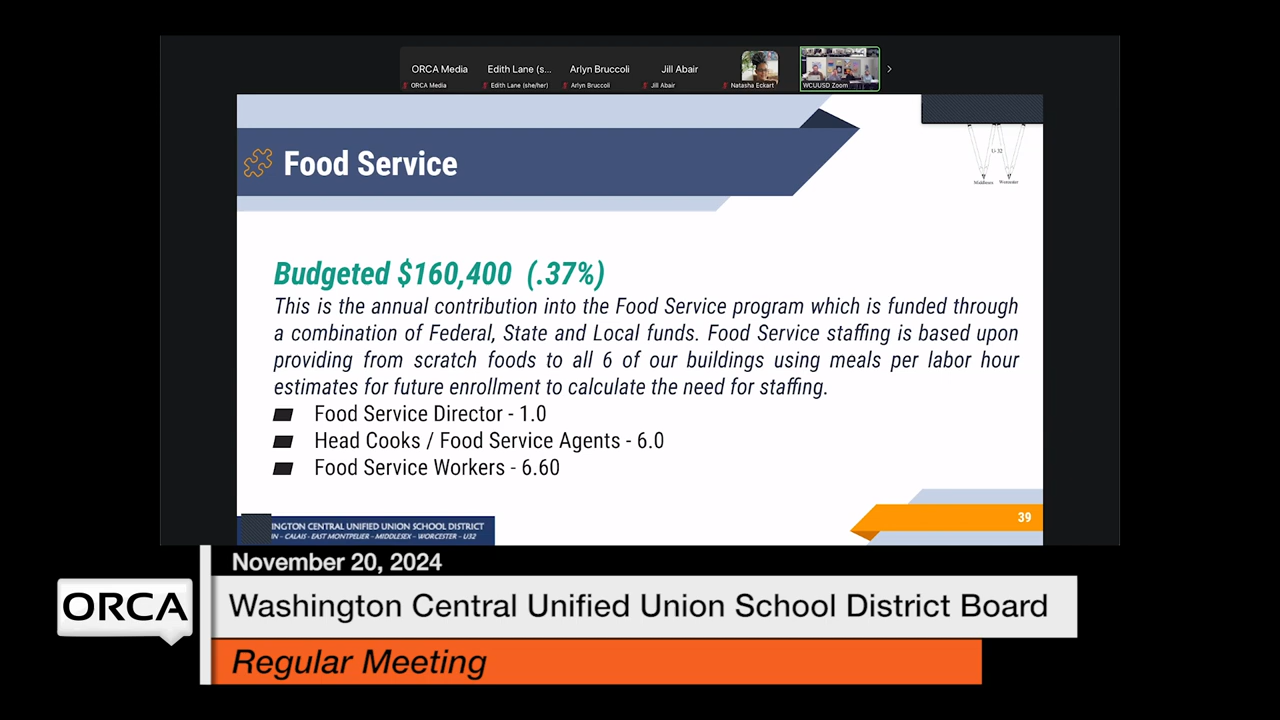 ORCA Media Edith Lane (s... Arlyn Bruccoli Jill Abair
ORCA Media Edith Lane (she/her) Arlyn Bruccoli Jill Abair Natasha Eckart WCUUSD Zoom
Food Service
U-32
Middlesex Worcester
Budgeted $160,400 (.37%)
This is the annual contribution into the Food Service program which is funded through
a combination of Federal, State and Local funds. Food Service staffing is based upon
providing from scratch foods to all 6 of our buildings using meals per labor hour
estimates for future enrollment to calculate the need for staffing.
Food Service Director - 1.0
Head Cooks / Food Service Agents - 6.0
Food Service Workers - 6.60
39
INGTON CENTRAL UNIFIED UNION SCHOOL DISTRICT
IN - CALAIS - EAST MONTPELIER - MIDDLESEX - WORCESTER - U32
November 20, 2024
ORCA
Washington Central Unified Union School District Board
Regular Meeting